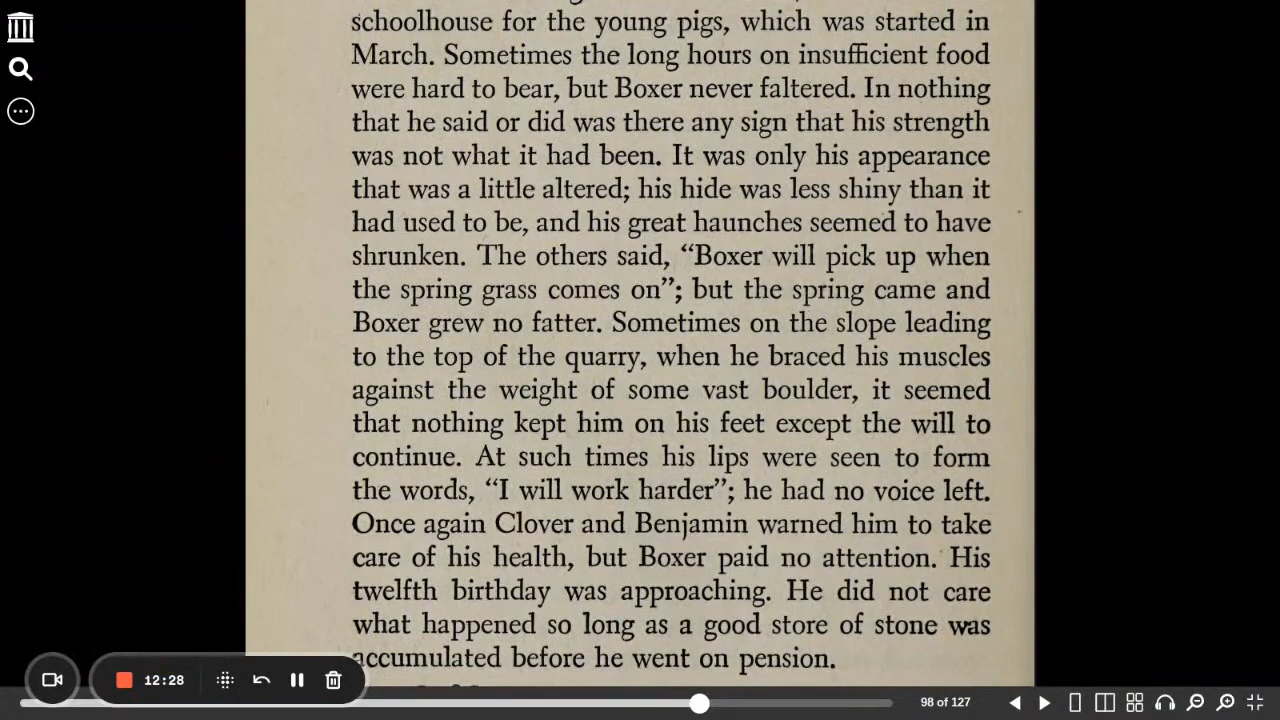 schoolhouse for the young pigs, which was started in
March. Sometimes the long hours on insufficient food
were hard to bear, but Boxer never faltered. In nothing
that he said or did was there any sign that his strength
was not what it had been. It was only his appearance
that was a little altered; his hide was less shiny than it
had used to be, and his great haunches seemed to have
shrunken. The others said, “Boxer will pick up when
the spring grass comes on”; but the spring came and
Boxer grew no fatter. Sometimes on the slope leading
to the top of the quarry, when he braced his muscles
against the weight of some vast boulder, it seemed
that nothing kept him on his feet except the will to
continue. At such times his lips were seen to form
the words, “I will work harder”; he had no voice left.
Once again Clover and Benjamin warned him to take
care of his health, but Boxer paid no attention. His
twelfth birthday was approaching. He did not care
what happened so long as a good store of stone was
accumulated before he went on pension.
12:28
98 of 127